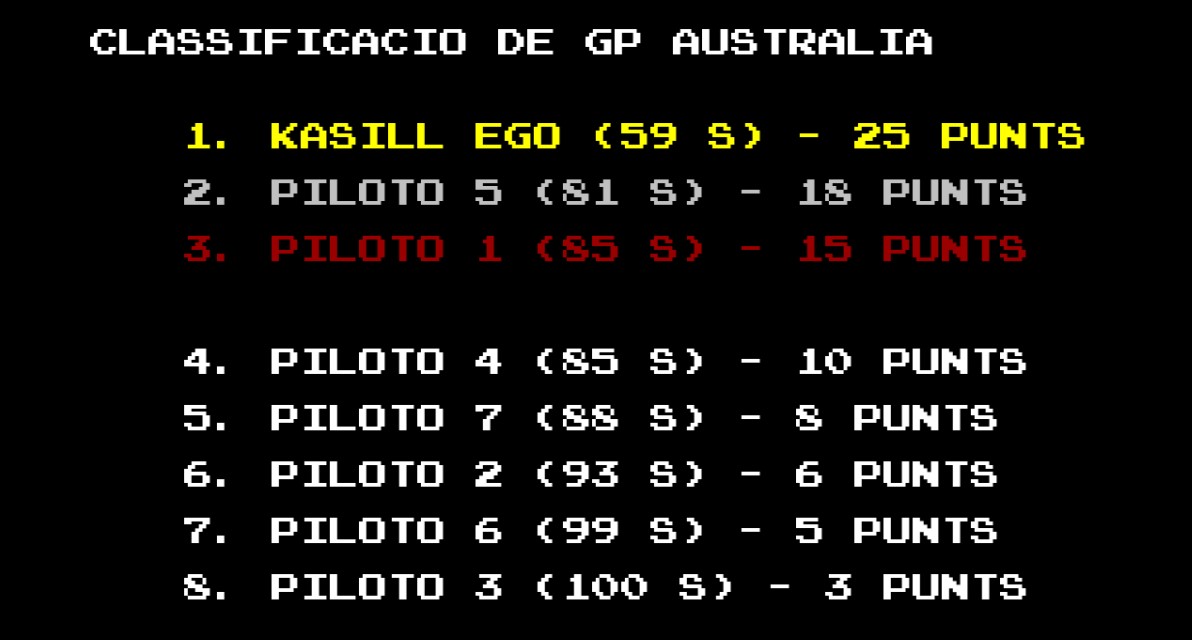 CLASSIFICACIO DE GP AUSTRALIA
1. KASILL EGO (59 S) - 25 PUNTS
2. PILOTO 5 (81 S) - 18 PUNTS
3. PILOTO 1 (85 S) - 15 PUNTS
4. PILOTO 4 (85 S) - 10 PUNTS
5. PILOTO 7 (88 S) - 8 PUNTS
6. PILOTO 2 (93 S) - 6 PUNTS
7. PILOTO 6 (99 S) - 5 PUNTS
8. PILOTO 3 (100 S) - 3 PUNTS